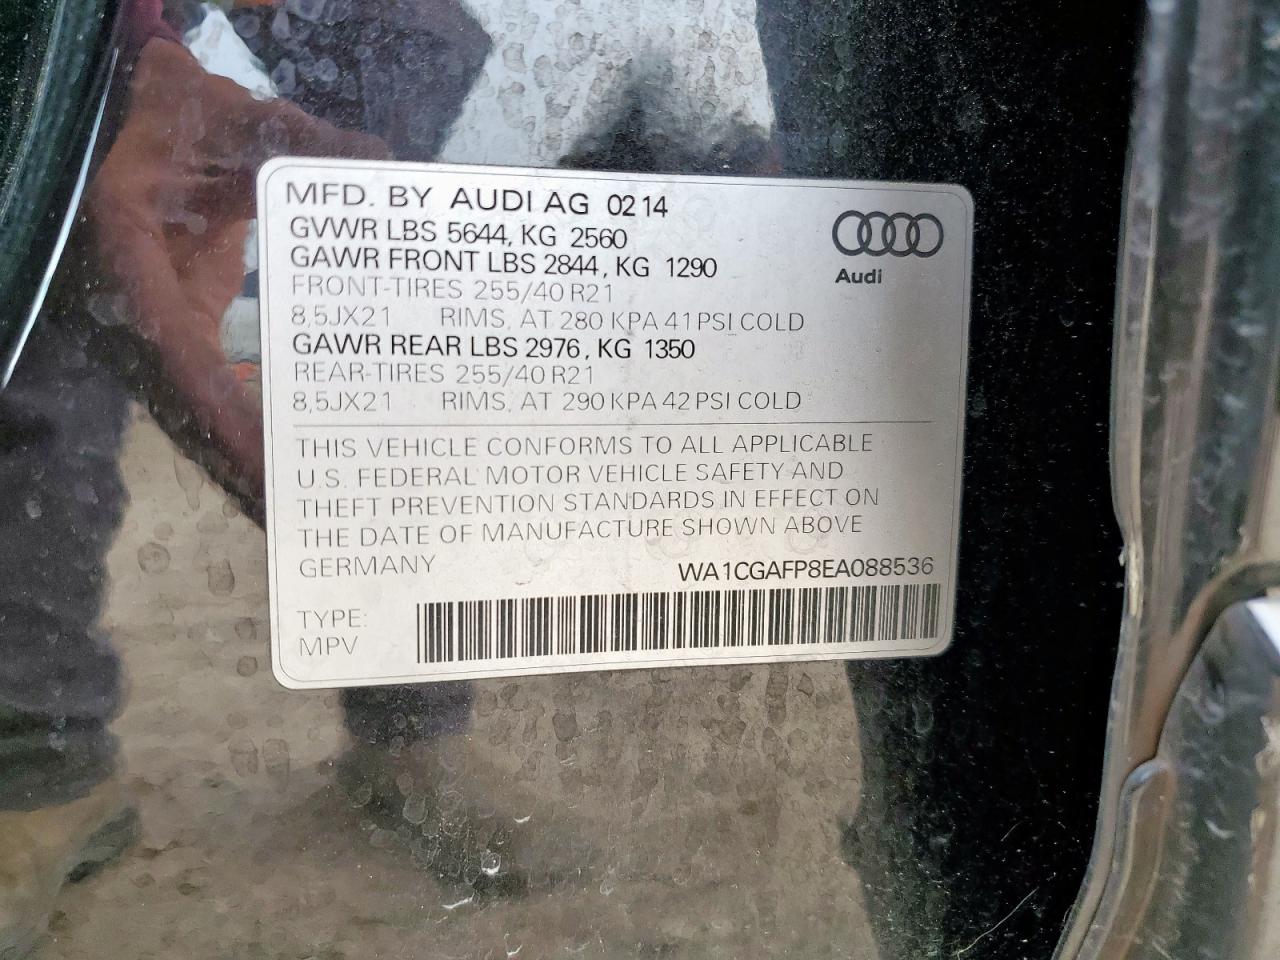 MFD. BY AUDI AG 0214
GVWR LBS 5644, KG 2560
GAWR FRONT LBS 2844, KG 1290
FRONT-TIRES 255/40 R21
8,5JX21 RIMS, AT 280 KPA 41 PSI COLD
GAWR REAR LBS 2976, KG 1350
REAR-TIRES 255/40 R21
8,5JX21 RIMS, AT 290 KPA 42 PSI COLD
Audi
THIS VEHICLE CONFORMS TO ALL APPLICABLE
U.S. FEDERAL MOTOR VEHICLE SAFETY AND
THEFT PREVENTION STANDARDS IN EFFECT ON
THE DATE OF MANUFACTURE SHOWN ABOVE
GERMANY WA1CGAFP8EA088536
TYPE:
MPV